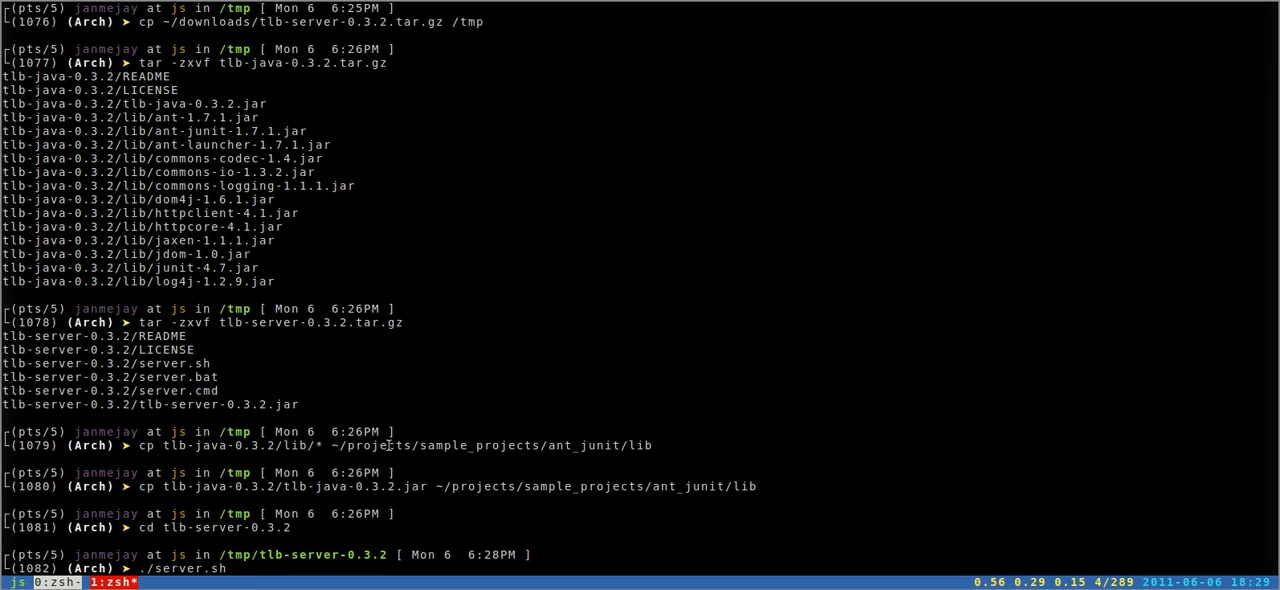 ┌(pts/5) janmejay at js in /tmp [ Mon 6  6:25PM ]
└(1076) (Arch) ➤ cp ~/downloads/tlb-server-0.3.2.tar.gz /tmp
┌(pts/5) janmejay at js in /tmp [ Mon 6  6:26PM ]
└(1077) (Arch) ➤ tar -zxvf tlb-java-0.3.2.tar.gz
tlb-java-0.3.2/README
tlb-java-0.3.2/LICENSE
tlb-java-0.3.2/tlb-java-0.3.2.jar
tlb-java-0.3.2/lib/ant-1.7.1.jar
tlb-java-0.3.2/lib/ant-junit-1.7.1.jar
tlb-java-0.3.2/lib/ant-launcher-1.7.1.jar
tlb-java-0.3.2/lib/commons-codec-1.4.jar
tlb-java-0.3.2/lib/commons-io-1.3.2.jar
tlb-java-0.3.2/lib/commons-logging-1.1.1.jar
tlb-java-0.3.2/lib/dom4j-1.6.1.jar
tlb-java-0.3.2/lib/httpclient-4.1.jar
tlb-java-0.3.2/lib/httpcore-4.1.jar
tlb-java-0.3.2/lib/jaxen-1.1.1.jar
tlb-java-0.3.2/lib/jdom-1.0.jar
tlb-java-0.3.2/lib/junit-4.7.jar
tlb-java-0.3.2/lib/log4j-1.2.9.jar
┌(pts/5) janmejay at js in /tmp [ Mon 6  6:26PM ]
└(1078) (Arch) ➤ tar -zxvf tlb-server-0.3.2.tar.gz
tlb-server-0.3.2/README
tlb-server-0.3.2/LICENSE
tlb-server-0.3.2/server.sh
tlb-server-0.3.2/server.bat
tlb-server-0.3.2/server.cmd
tlb-server-0.3.2/tlb-server-0.3.2.jar
┌(pts/5) janmejay at js in /tmp [ Mon 6  6:26PM ]
└(1079) (Arch) ➤ cp tlb-java-0.3.2/lib/* ~/projects/sample_projects/ant_junit/lib
┌(pts/5) janmejay at js in /tmp [ Mon 6  6:26PM ]
└(1080) (Arch) ➤ cp tlb-java-0.3.2/tlb-java-0.3.2.jar ~/projects/sample_projects/ant_junit/lib
┌(pts/5) janmejay at js in /tmp [ Mon 6  6:26PM ]
└(1081) (Arch) ➤ cd tlb-server-0.3.2
┌(pts/5) janmejay at js in /tmp/tlb-server-0.3.2 [ Mon 6  6:28PM ]
└(1082) (Arch) ➤ ./server.sh
js 0:zsh- 1:zsh* 0.56 0.29 0.15 4/289 2011-06-06 18:29